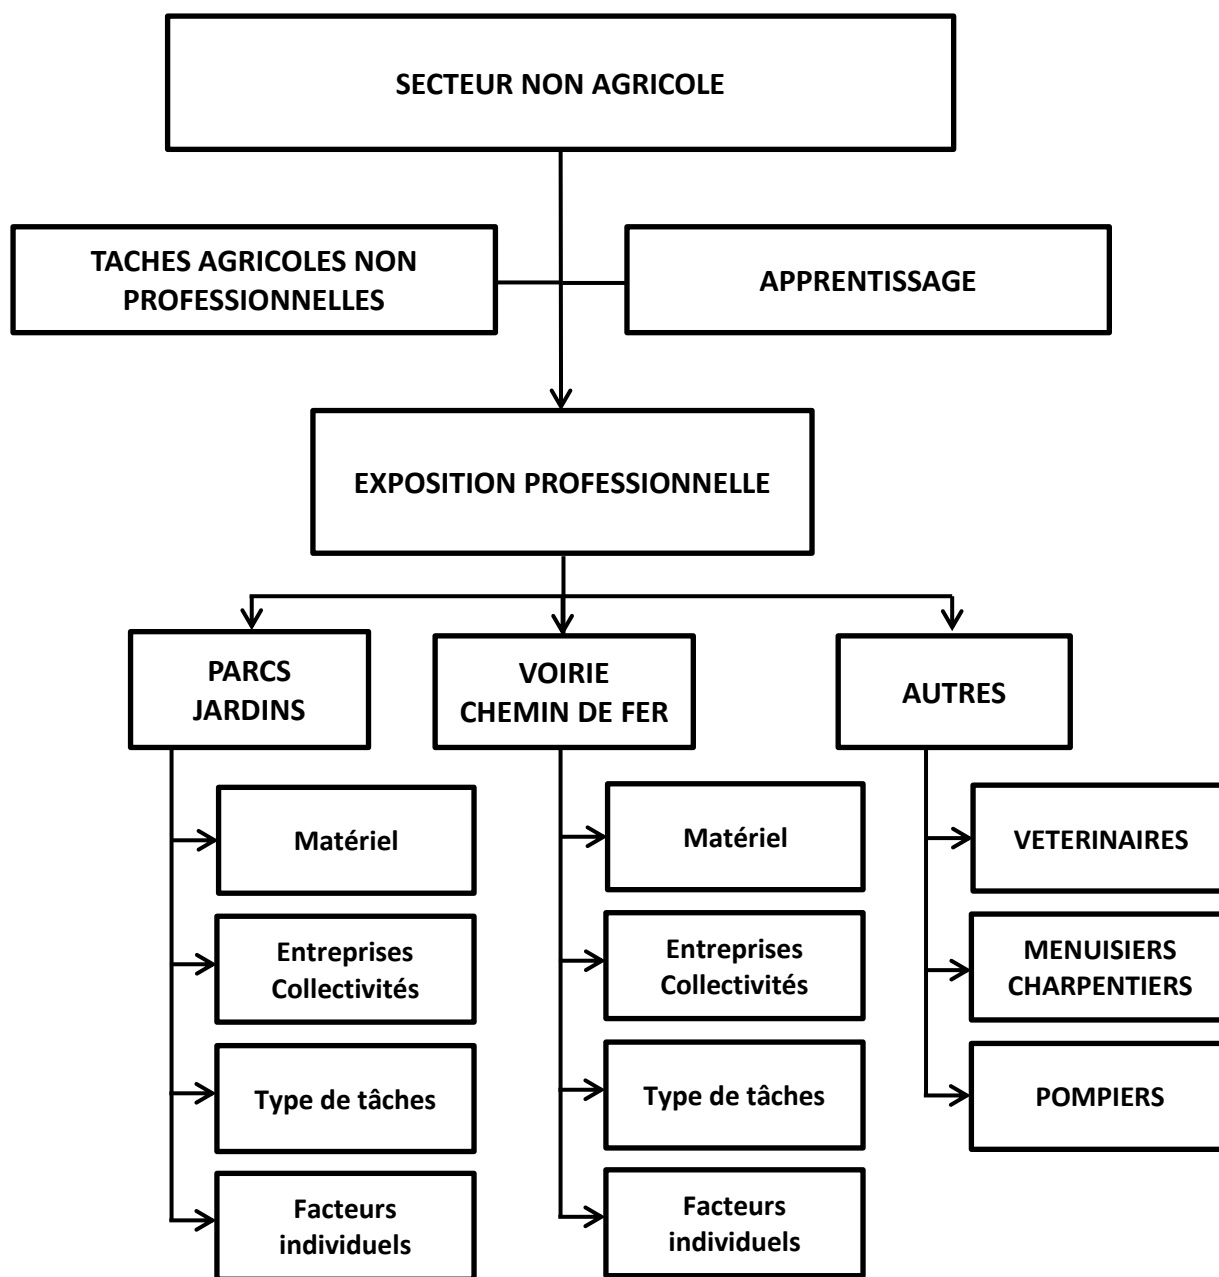 SECTEUR NON AGRICOLE
TACHES AGRICOLES NON
PROFESSIONNELLES
APPRENTISSAGE
EXPOSITION PROFESSIONNELLE
PARCS
JARDINS
VOIRIE
CHEMIN DE FER
AUTRES
Matériel
Entreprises
Collectivités
Type de tâches
Facteurs
individuels
Matériel
Entreprises
Collectivités
Type de tâches
Facteurs
individuels
VETERINAIRES
MENUISIERS
CHARPENTIERS
POMPIERS